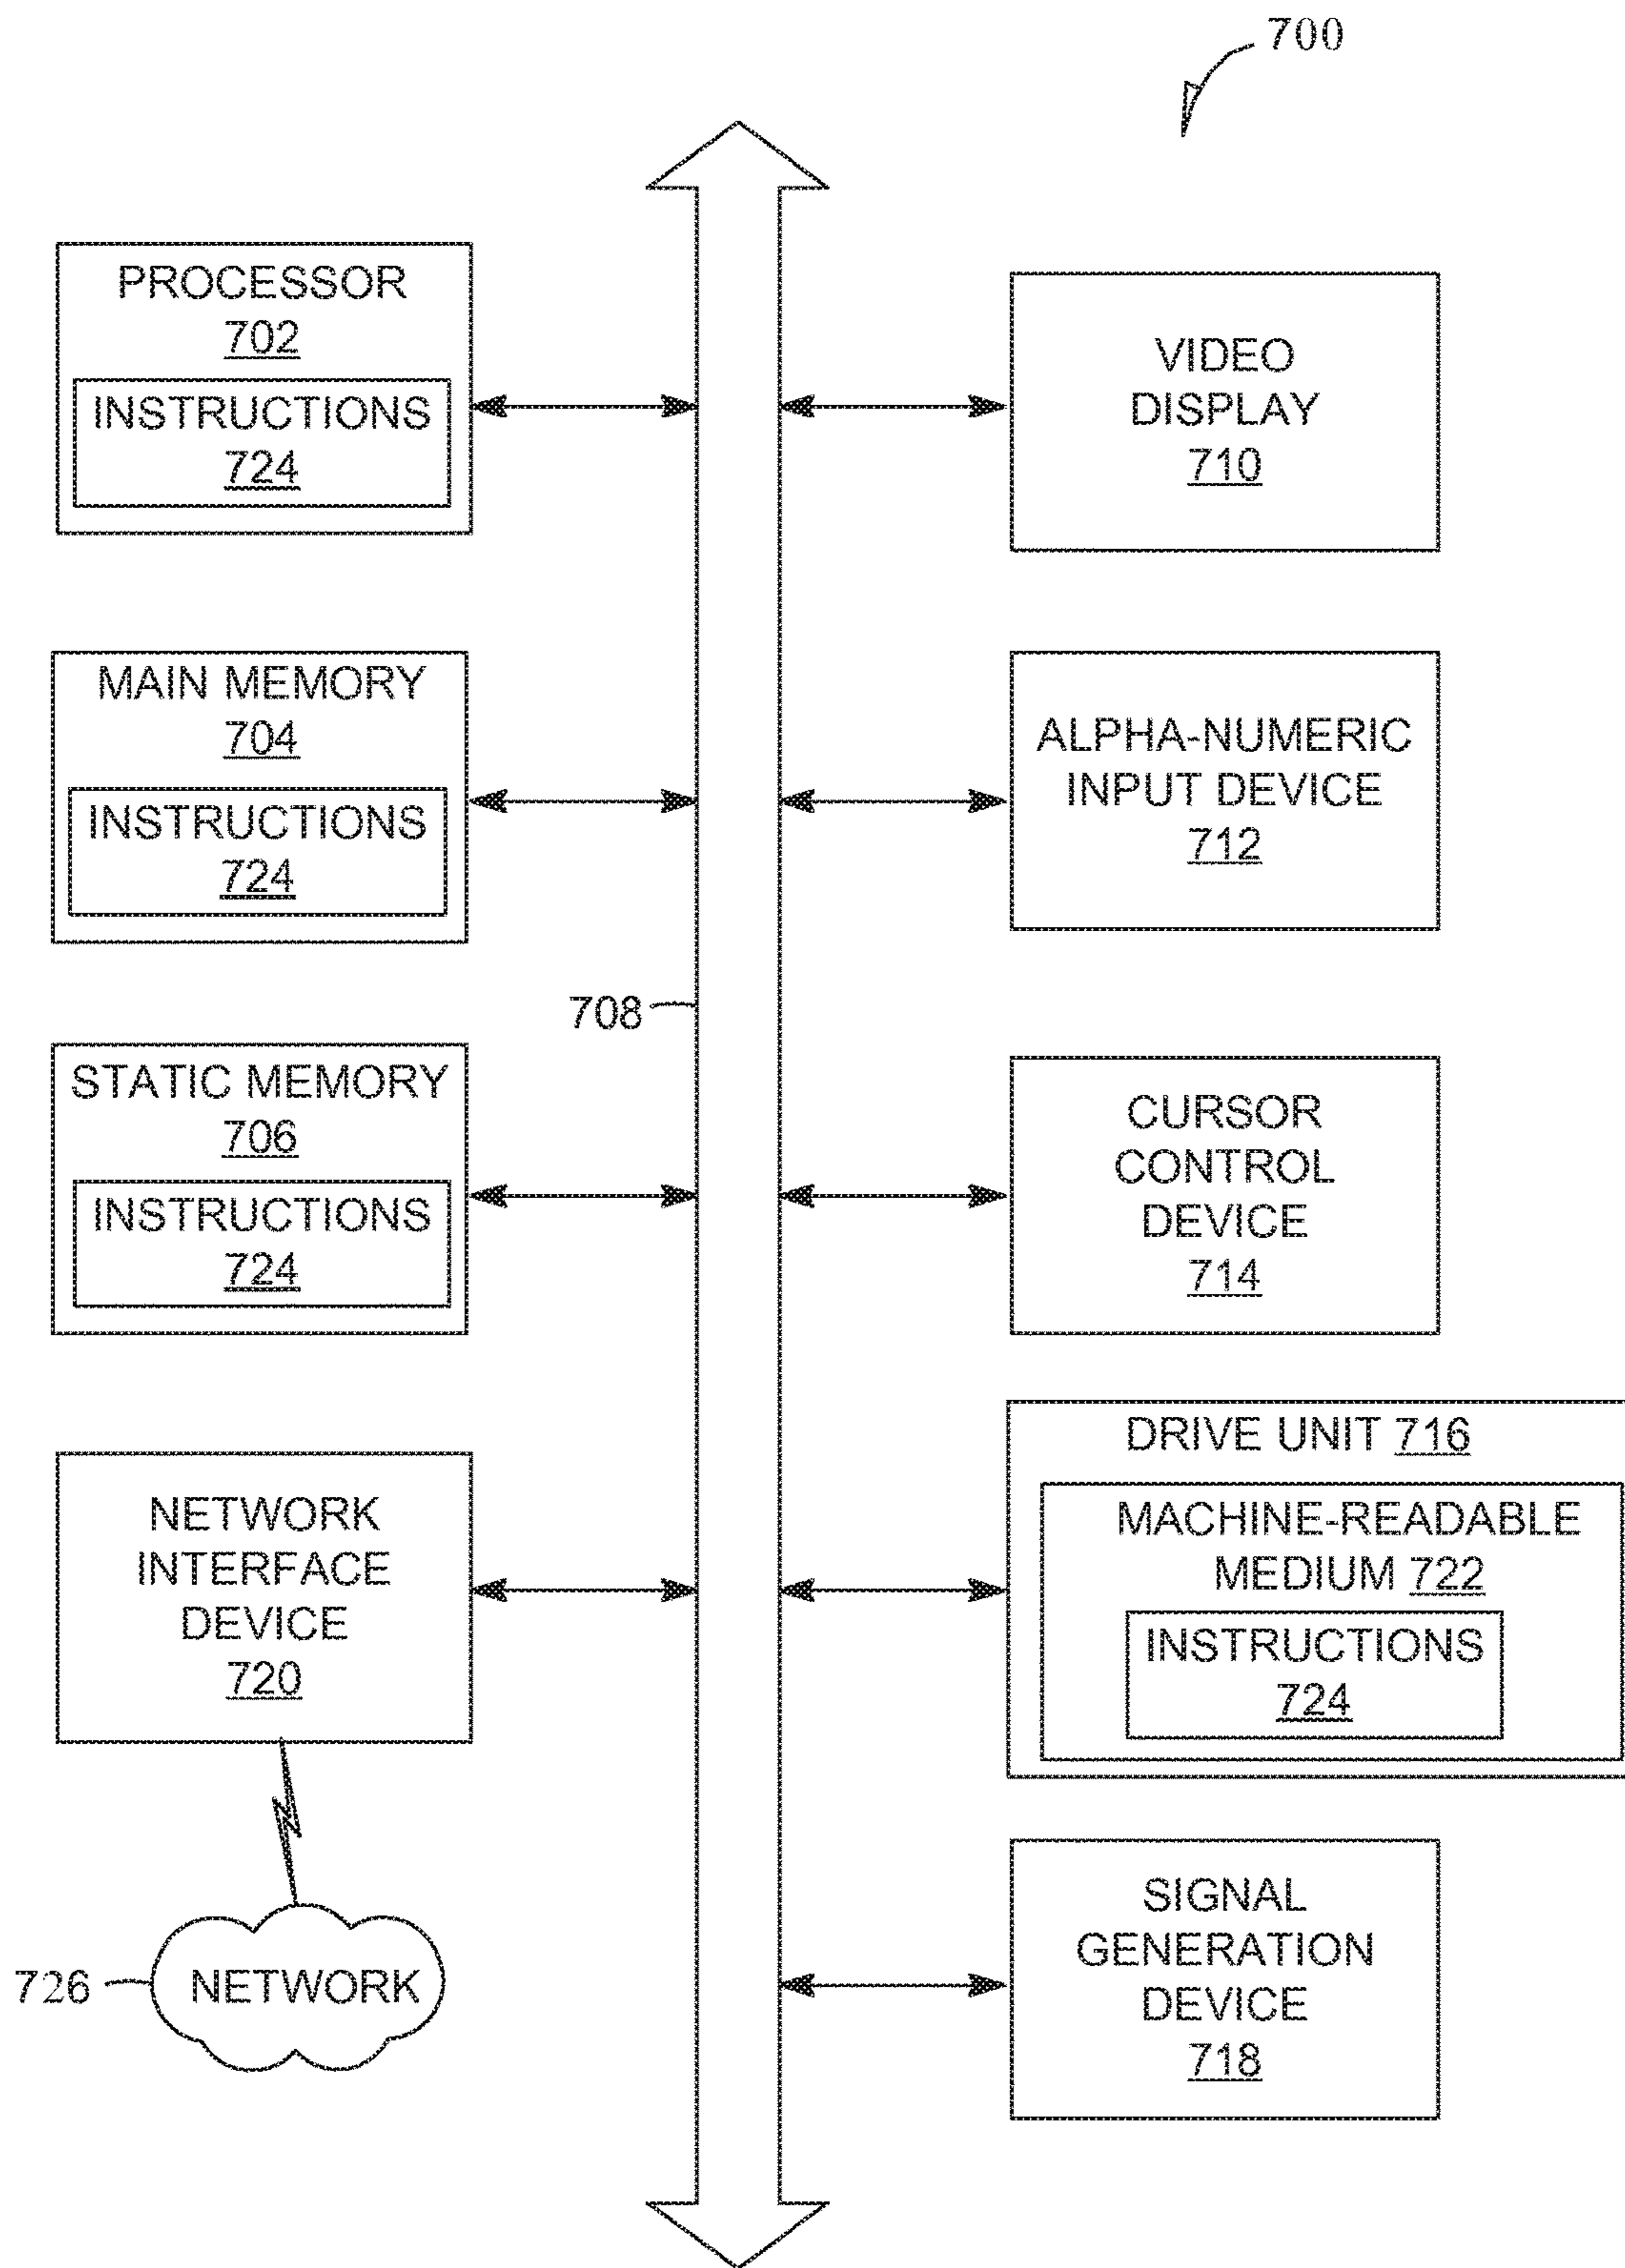 700
PROCESSOR
702
INSTRUCTIONS
724
MAIN MEMORY
704
INSTRUCTIONS
724
708
STATIC MEMORY
706
INSTRUCTIONS
724
NETWORK
INTERFACE
DEVICE
720
726
NETWORK
VIDEO
DISPLAY
710
ALPHA-NUMERIC
INPUT DEVICE
712
CURSOR
CONTROL
DEVICE
714
DRIVE UNIT 716
MACHINE-READABLE
MEDIUM 722
INSTRUCTIONS
724
SIGNAL
GENERATION
DEVICE
718